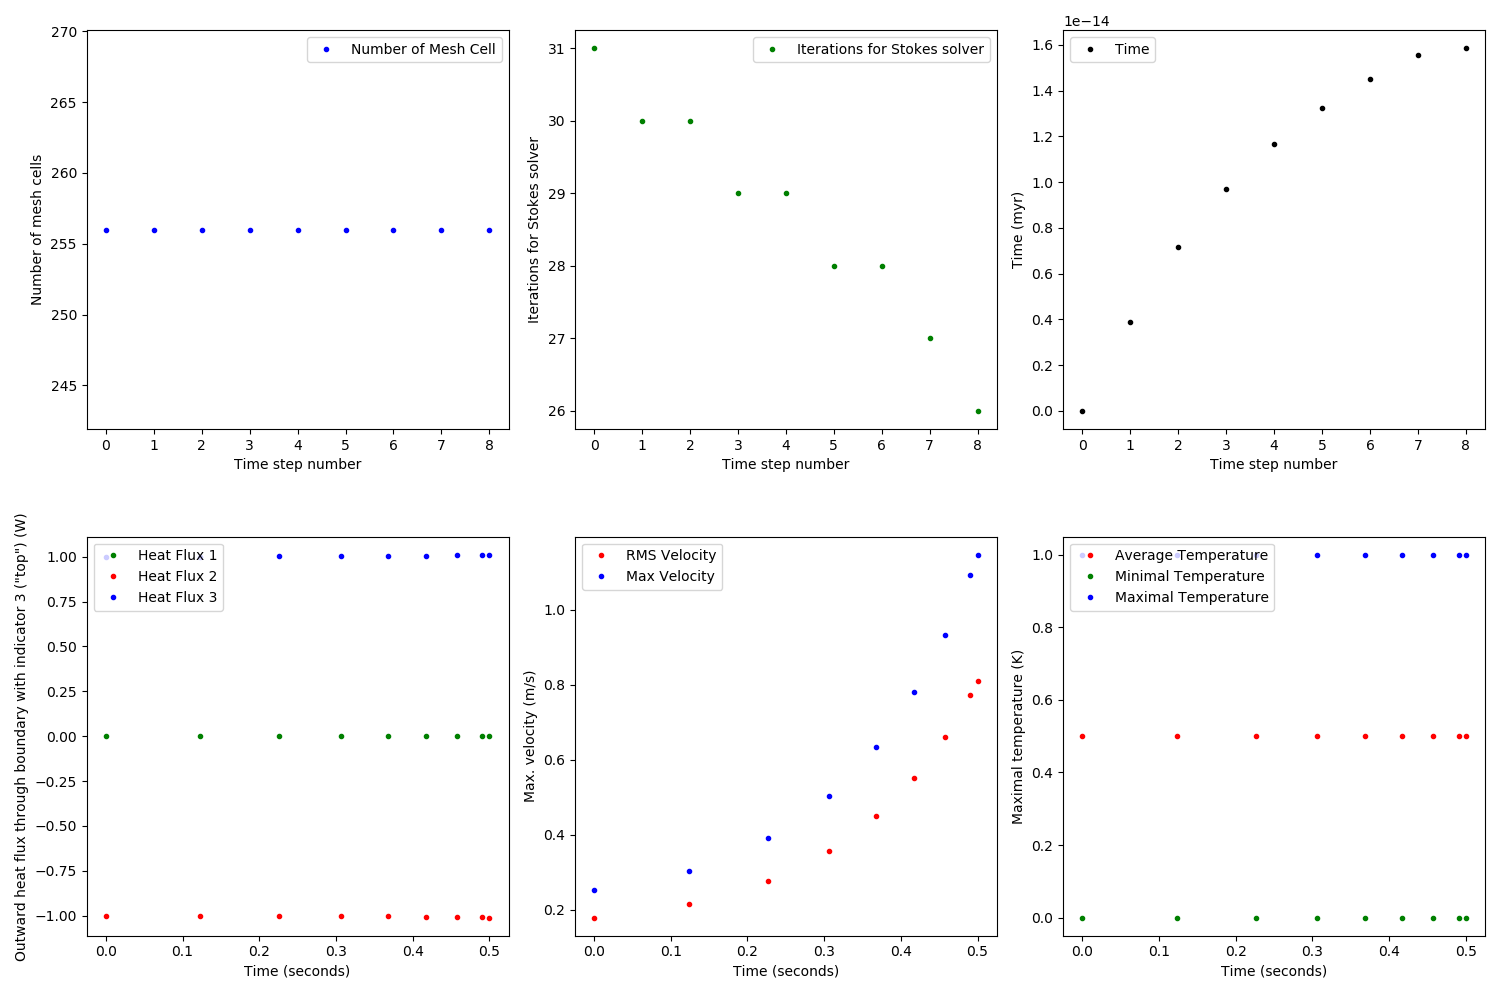 Number of mesh cells
270
265
260
255
250
245
Number of Mesh Cell
0 1 2 3 4 5 6 7 8
Time step number
Iterations for Stokes solver
31
30
29
28
27
26
Iterations for Stokes solver
0 1 2 3 4 5 6 7 8
Time step number
1e−14
Time (myr)
1.6
1.4
1.2
1.0
0.8
0.6
0.4
0.2
0.0
Time
0 1 2 3 4 5 6 7 8
Time step number
Outward heat flux through boundary with indicator 3 ("top") (W)
1.00
0.75
0.50
0.25
0.00
−0.25
−0.50
−0.75
−1.00
Heat Flux 1
Heat Flux 2
Heat Flux 3
0.0 0.1 0.2 0.3 0.4 0.5
Time (seconds)
Max. velocity (m/s)
1.0
0.8
0.6
0.4
0.2
RMS Velocity
Max Velocity
0.0 0.1 0.2 0.3 0.4 0.5
Time (seconds)
Maximal temperature (K)
1.0
0.8
0.6
0.4
0.2
0.0
Average Temperature
Minimal Temperature
Maximal Temperature
0.0 0.1 0.2 0.3 0.4 0.5
Time (seconds)